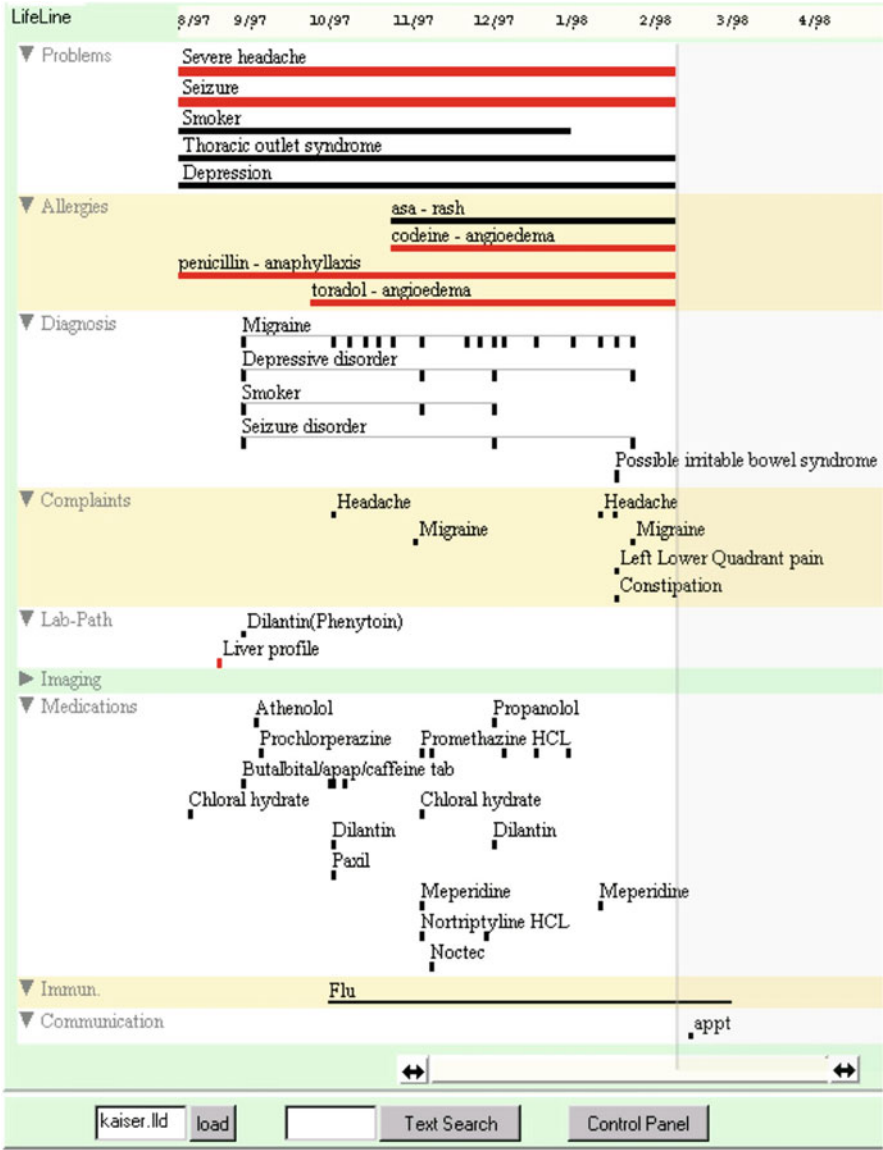 LifeLine 8/97 9/97 10/97 11/97 12/97 1/98 2/98 3/98 4/98
Problems Severe headache
Seizure
Smoker
Thoracic outlet syndrome
Depression
Allergies asa - rash
codeine - angioedema
penicillin - anaphyllaxis
toradol - angioedema
Diagnosis Migraine
Depressive disorder
Smoker
Seizure disorder
Possible irritable bowel syndrome
Complaints Headache Headache
Migraine Migraine
Left Lower Quadrant pain
Constipation
Lab-Path Dilantin(Phenytoin)
Liver profile
Imaging
Medications Athenolol Propanolol
Prochlorperazine Promethazine HCL
Butalbital/apap/caffeine tab
Chloral hydrate Chloral hydrate
Dilantin Dilantin
Paxil
Meperidine Meperidine
Nortriptyline HCL
Noctec
Immun. Flu
Communication appt
kaiser.lld load Text Search Control Panel